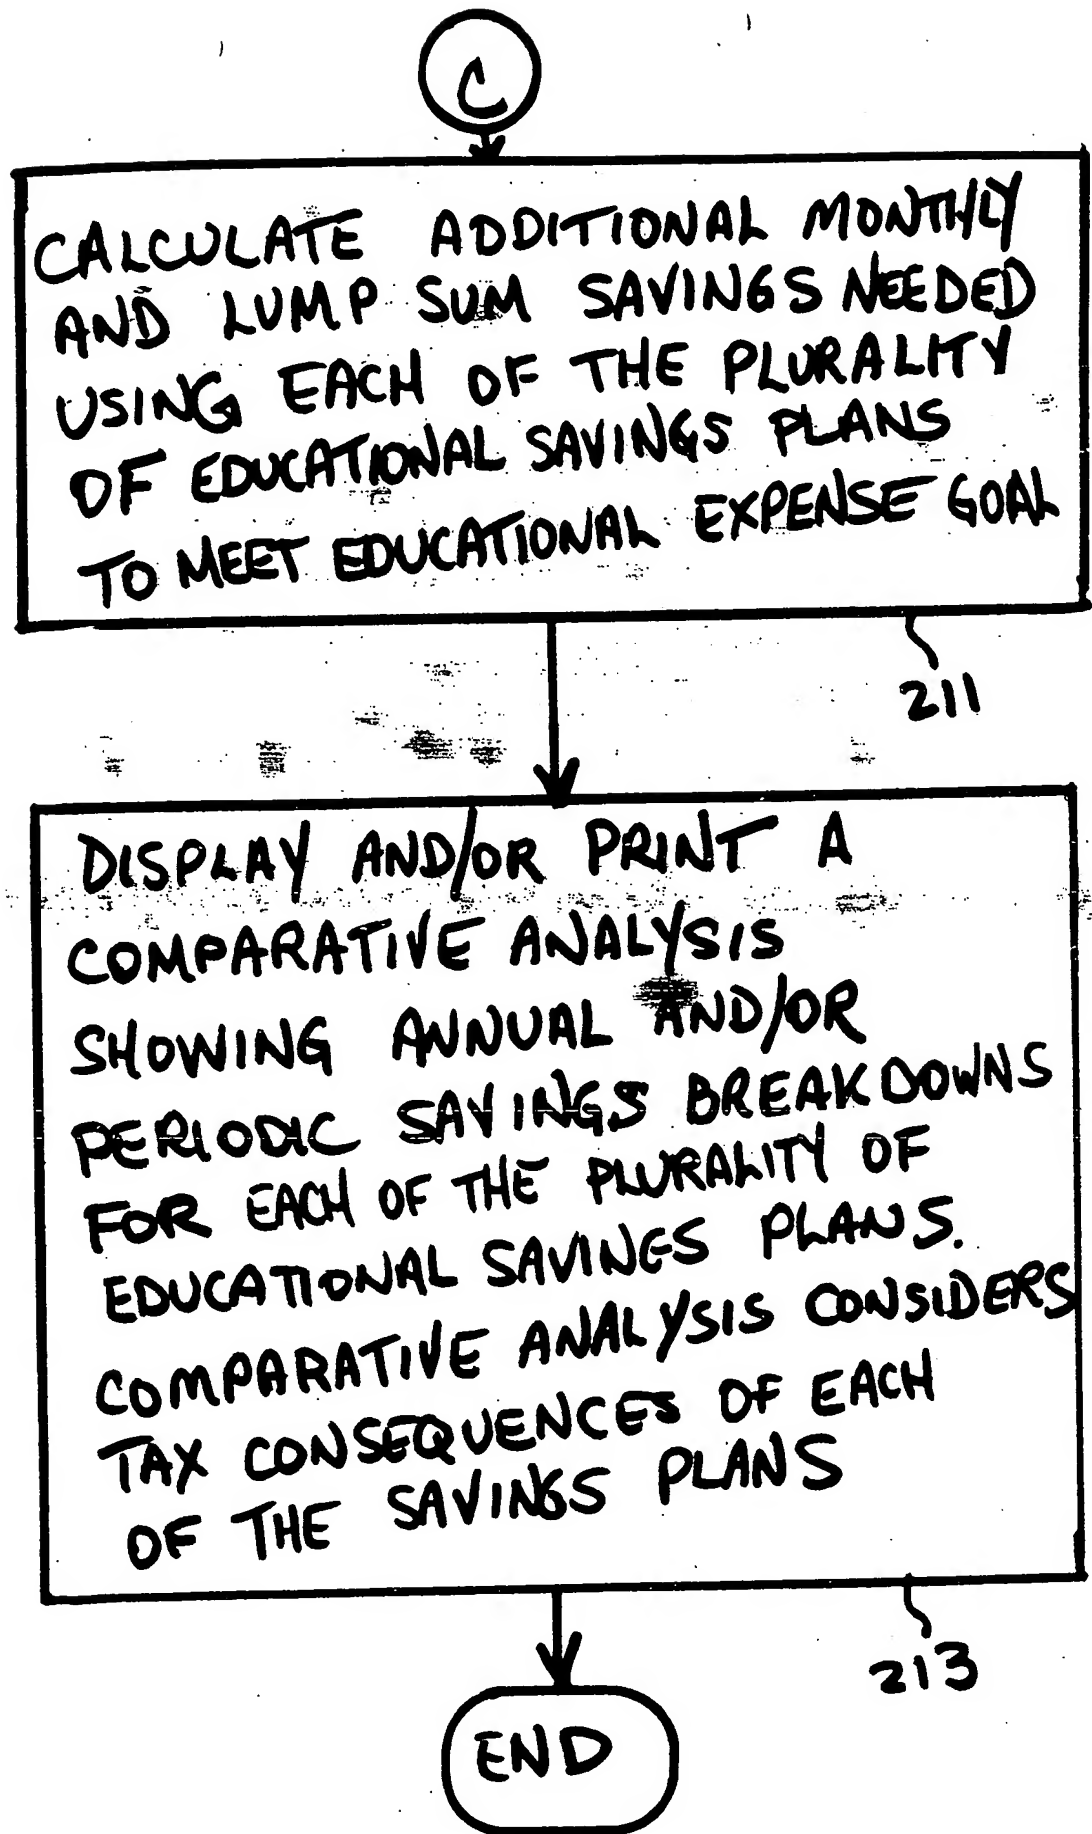 C
CALCULATE ADDITIONAL MONTHLY
AND LUMP SUM SAVINGS NEEDED
USING EACH OF THE PLURALITY
OF EDUCATIONAL SAVINGS PLANS
TO MEET EDUCATIONAL EXPENSE GOAL
211
DISPLAY AND/OR PRINT A
COMPARATIVE ANALYSIS
SHOWING ANNUAL AND/OR
PERIODIC SAVINGS BREAKDOWNS
FOR EACH OF THE PLURALITY OF
EDUCATIONAL SAVINGS PLANS.
COMPARATIVE ANALYSIS CONSIDERS
TAX CONSEQUENCES OF EACH
OF THE SAVINGS PLANS
213
END